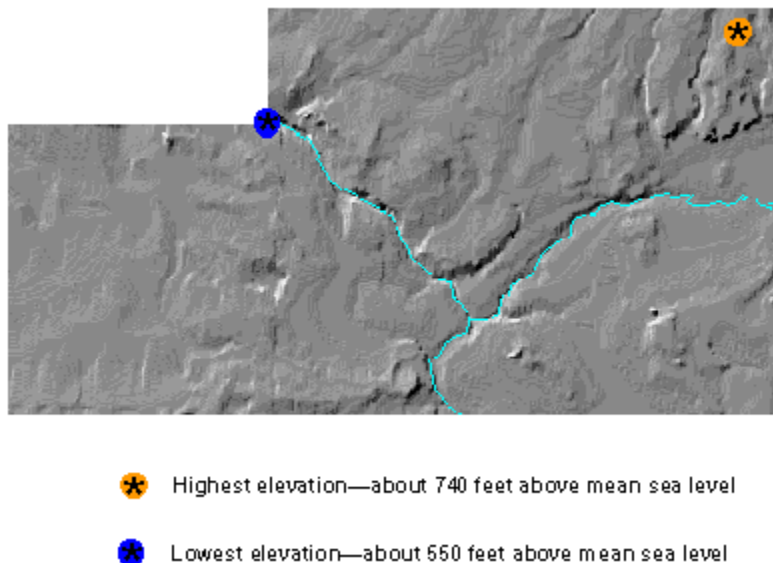 Highest elevation—about 740 feet above mean sea level
Lowest elevation—about 550 feet above mean sea level